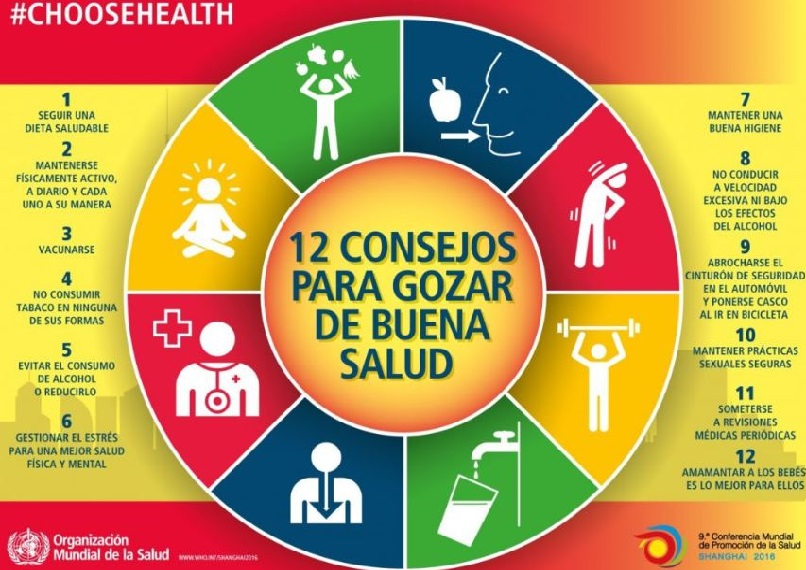 #CHOOSEHEALTH
1
SEGUIR UNA
DIETA SALUDABLE
2
MANTENERSE
FÍSICAMENTE ACTIVO,
A DIARIO Y CADA
UNO A SU MANERA
3
VACUNARSE
4
NO CONSUMIR
TABACO EN NINGUNA
DE SUS FORMAS
5
EVITAR EL CONSUMO
DE ALCOHOL
O REDUCIRLO
6
GESTIONAR EL ESTRÉS
PARA UNA MEJOR SALUD
FÍSICA Y MENTAL
12 CONSEJOS
PARA GOZAR
DE BUENA
SALUD
7
MANTENER UNA
BUENA HIGIENE
8
NO CONDUCIR
A VELOCIDAD
EXCESIVA NI BAJO
LOS EFECTOS
DEL ALCOHOL
9
ABROCHARSE EL
CINTURÓN DE SEGURIDAD
EN EL AUTOMÓVIL
Y PONERSE CASCO
AL IR EN BICICLETA
10
MANTENER PRÁCTICAS
SEXUALES SEGURAS
11
SOMETERSE
A REVISIONES
MÉDICAS PERIÓDICAS
12
AMAMANTAR A LOS BEBÉS
ES LO MEJOR PARA ELLOS
Organización
Mundial de la Salud
WWW.WHO.INT/SHANGHAI2016
9.ª Conferencia Mundial
de Promoción de la Salud
SHANGHAI 2016